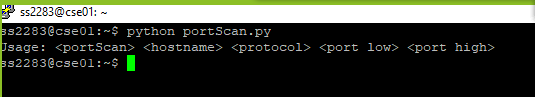 ss2283@cse01: ~
ss2283@cse01:~$ python portScan.py
Usage: <portScan> <hostname> <protocol> <port low> <port high>
ss2283@cse01:~$